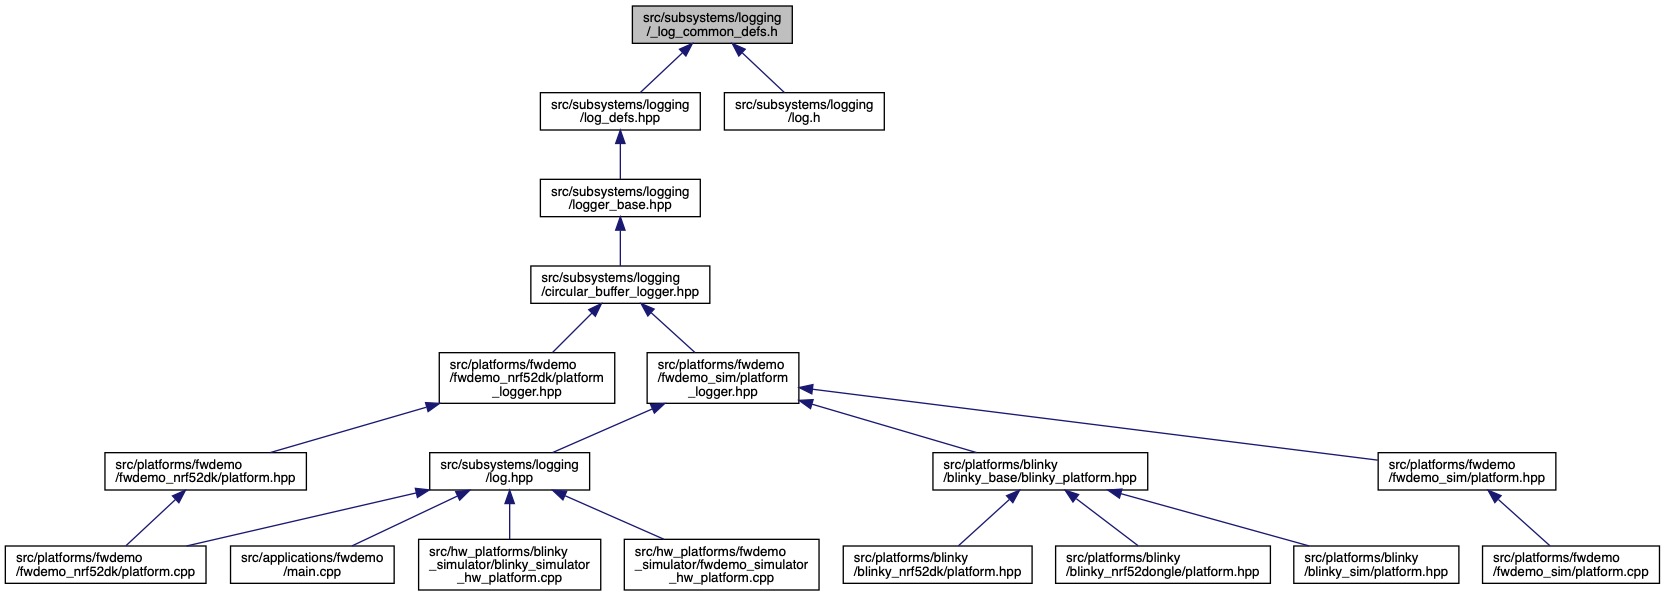 src/subsystems/logging
/_log_common_defs.h
src/subsystems/logging
/log_defs.hpp
src/subsystems/logging
/log.h
src/subsystems/logging
/logger_base.hpp
src/subsystems/logging
/circular_buffer_logger.hpp
src/platforms/fwdemo
/fwdemo_nrf52dk/platform
_logger.hpp
src/platforms/fwdemo
/fwdemo_sim/platform
_logger.hpp
src/platforms/fwdemo
/fwdemo_nrf52dk/platform.hpp
src/subsystems/logging
/log.hpp
src/platforms/blinky
/blinky_base/blinky_platform.hpp
src/platforms/fwdemo
/fwdemo_sim/platform.hpp
src/platforms/fwdemo
/fwdemo_nrf52dk/platform.cpp
src/applications/fwdemo
/main.cpp
src/hw_platforms/blinky
_simulator/blinky_simulator
_hw_platform.cpp
src/hw_platforms/fwdemo
_simulator/fwdemo_simulator
_hw_platform.cpp
src/platforms/blinky
/blinky_nrf52dk/platform.hpp
src/platforms/blinky
/blinky_nrf52dongle/platform.hpp
src/platforms/blinky
/blinky_sim/platform.hpp
src/platforms/fwdemo
/fwdemo_sim/platform.cpp